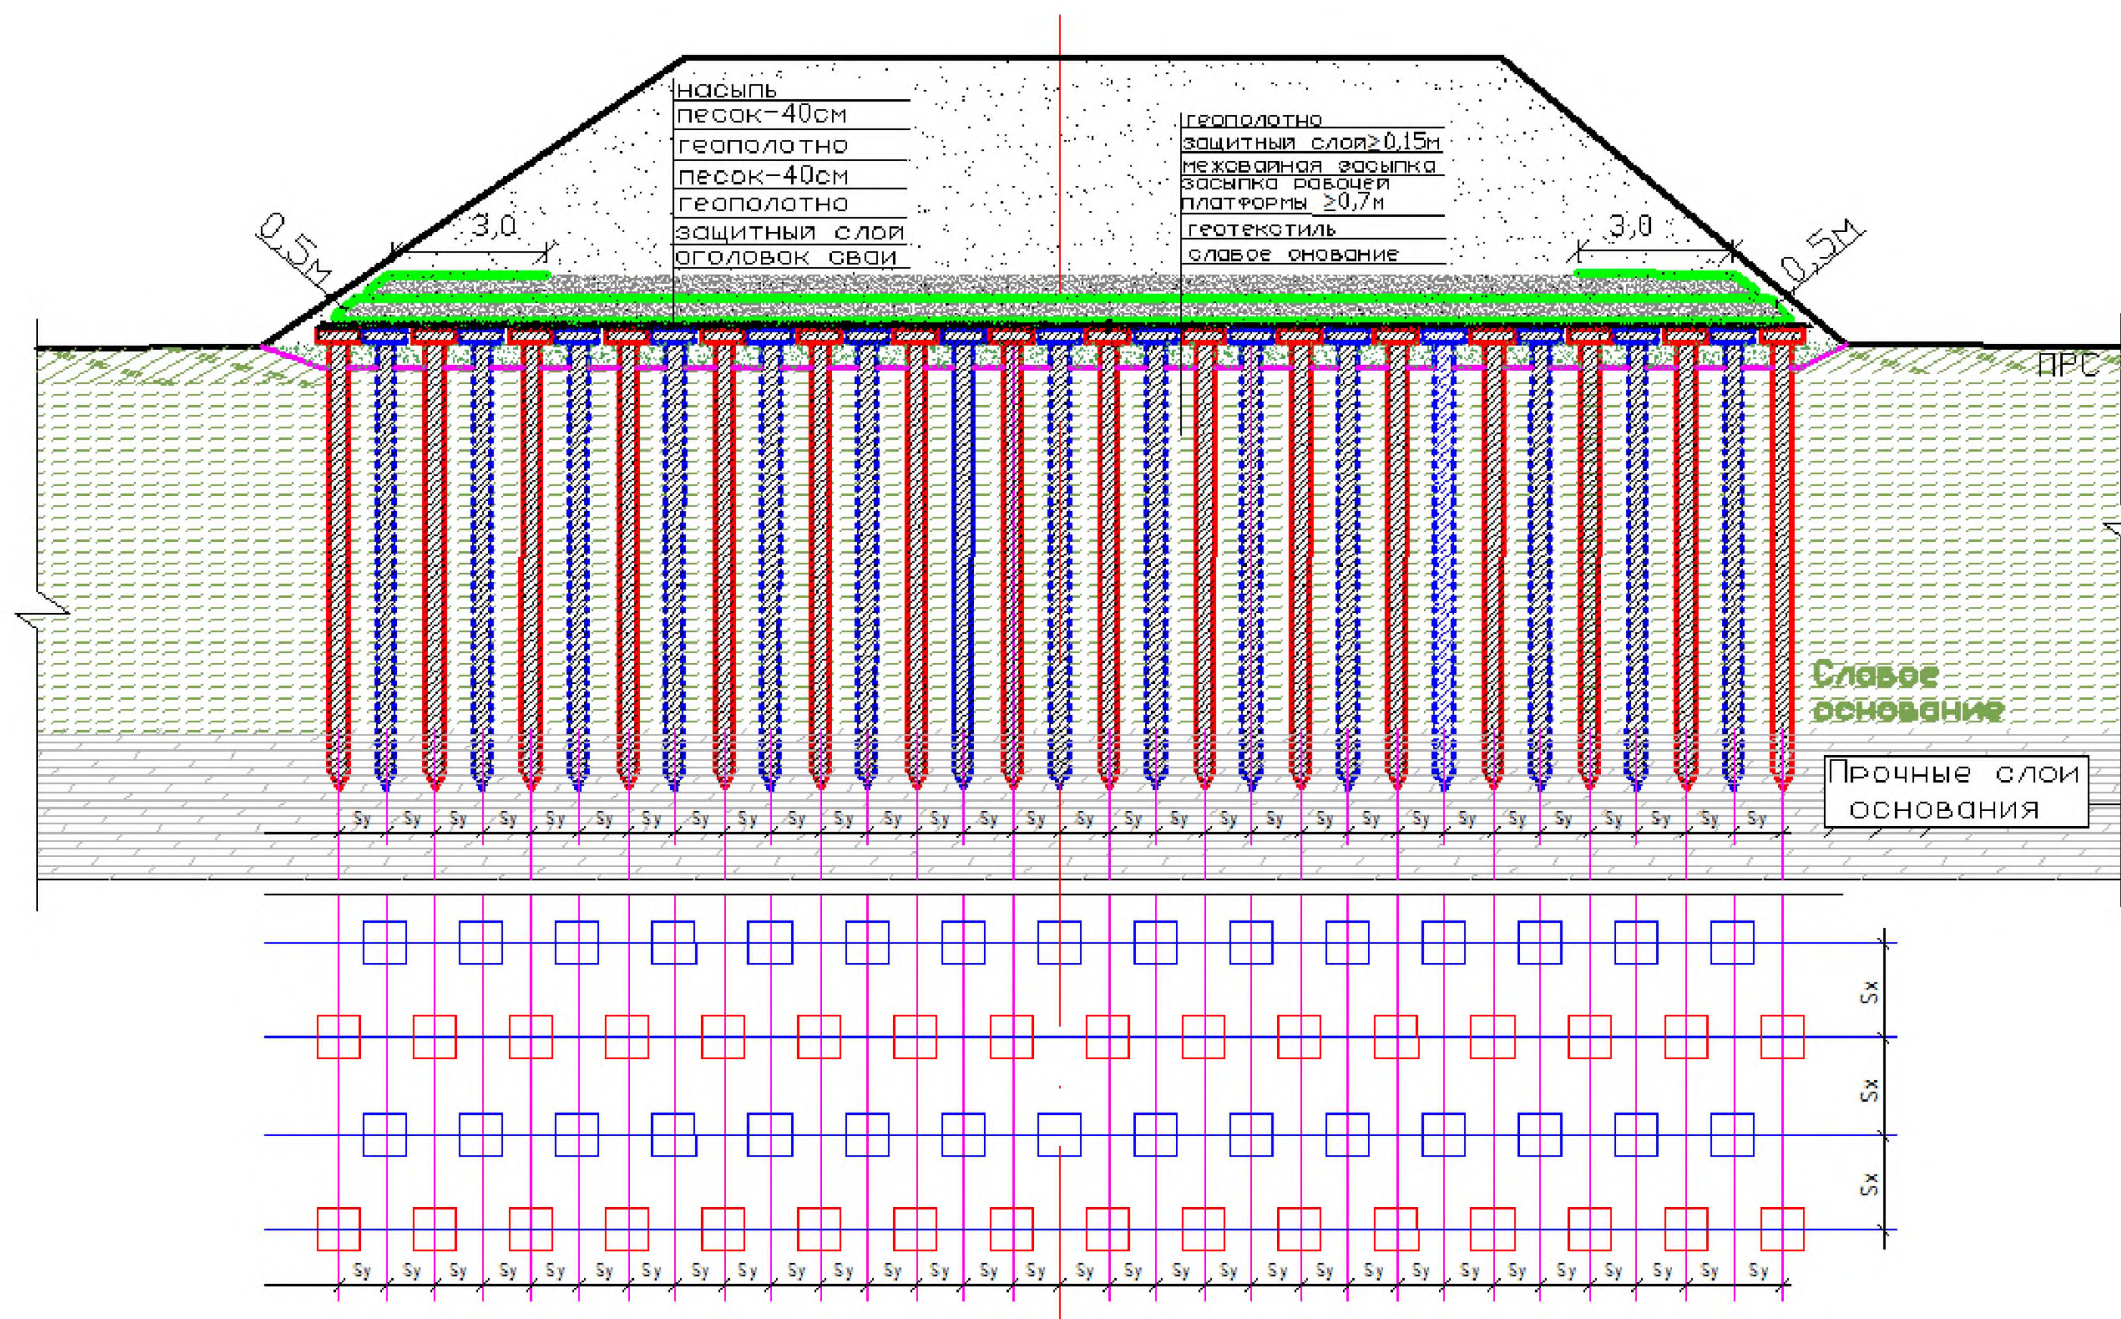 насыпь
песок-40см
геополотно
песок-40см
геополотно
защитный слой
оголовок сваи
геополотно
защитный слой≥0,15м
межсвайная засыпка
засыпка рабочей
платформы ≥0,7м
геотекстиль
слабое онование
0,5м
3,0
3,0
0,5м
ПРС
Слабое
основание
Прочные слои
основания
Sy Sy Sy Sy Sy Sy Sy Sy Sy Sy Sy Sy Sy Sy Sy Sy Sy Sy Sy Sy Sy Sy Sy Sy Sy Sy Sy Sy Sy Sy
Sx
Sx
Sx
Sy Sy Sy Sy Sy Sy Sy Sy Sy Sy Sy Sy Sy Sy Sy Sy Sy Sy Sy Sy Sy Sy Sy Sy Sy Sy Sy Sy Sy Sy